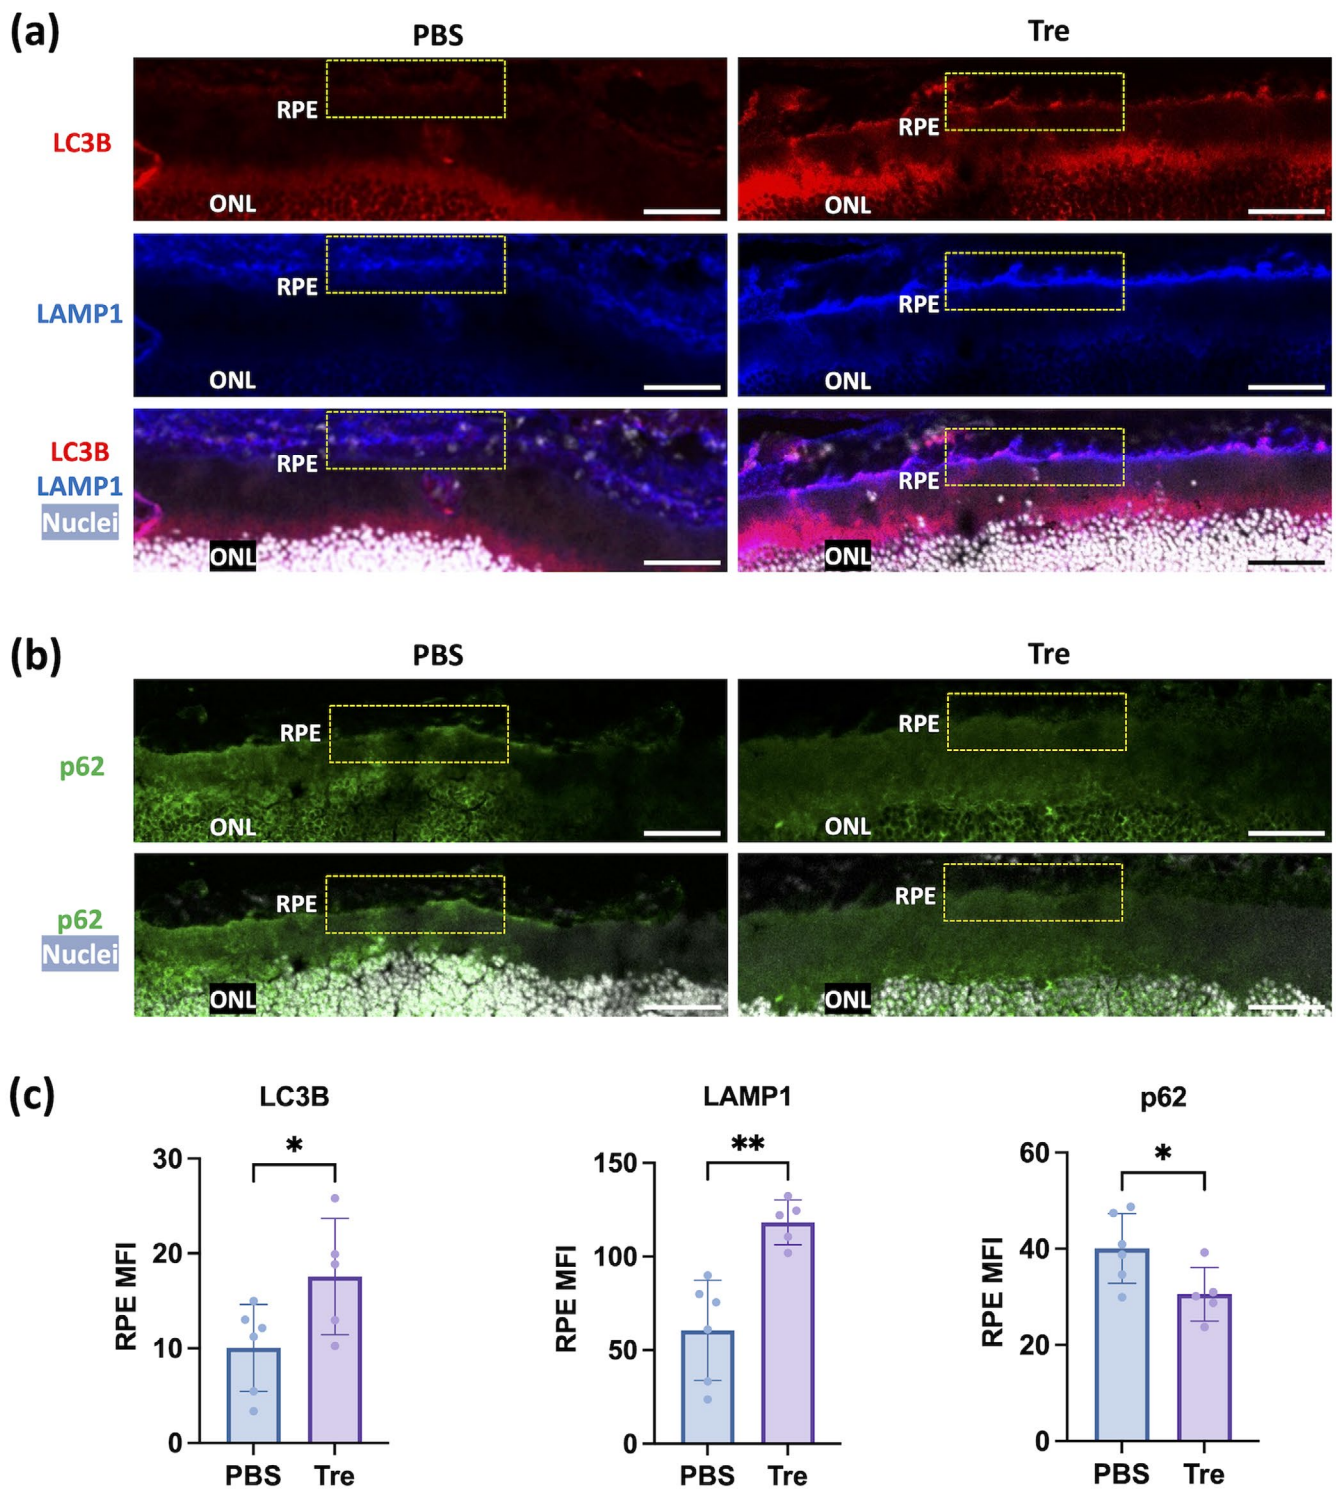 (a)
PBS
Tre
LC3B
RPE
ONL
RPE
ONL
LAMP1
RPE
ONL
RPE
ONL
LC3B
LAMP1
Nuclei
RPE
ONL
RPE
ONL
(b)
PBS
Tre
p62
RPE
ONL
RPE
ONL
p62
Nuclei
RPE
ONL
RPE
ONL
(c)
LC3B
*
RPE MFI
30
20
10
0
PBS
Tre
LAMP1
**
RPE MFI
150
100
50
0
PBS
Tre
p62
*
RPE MFI
60
40
20
0
PBS
Tre